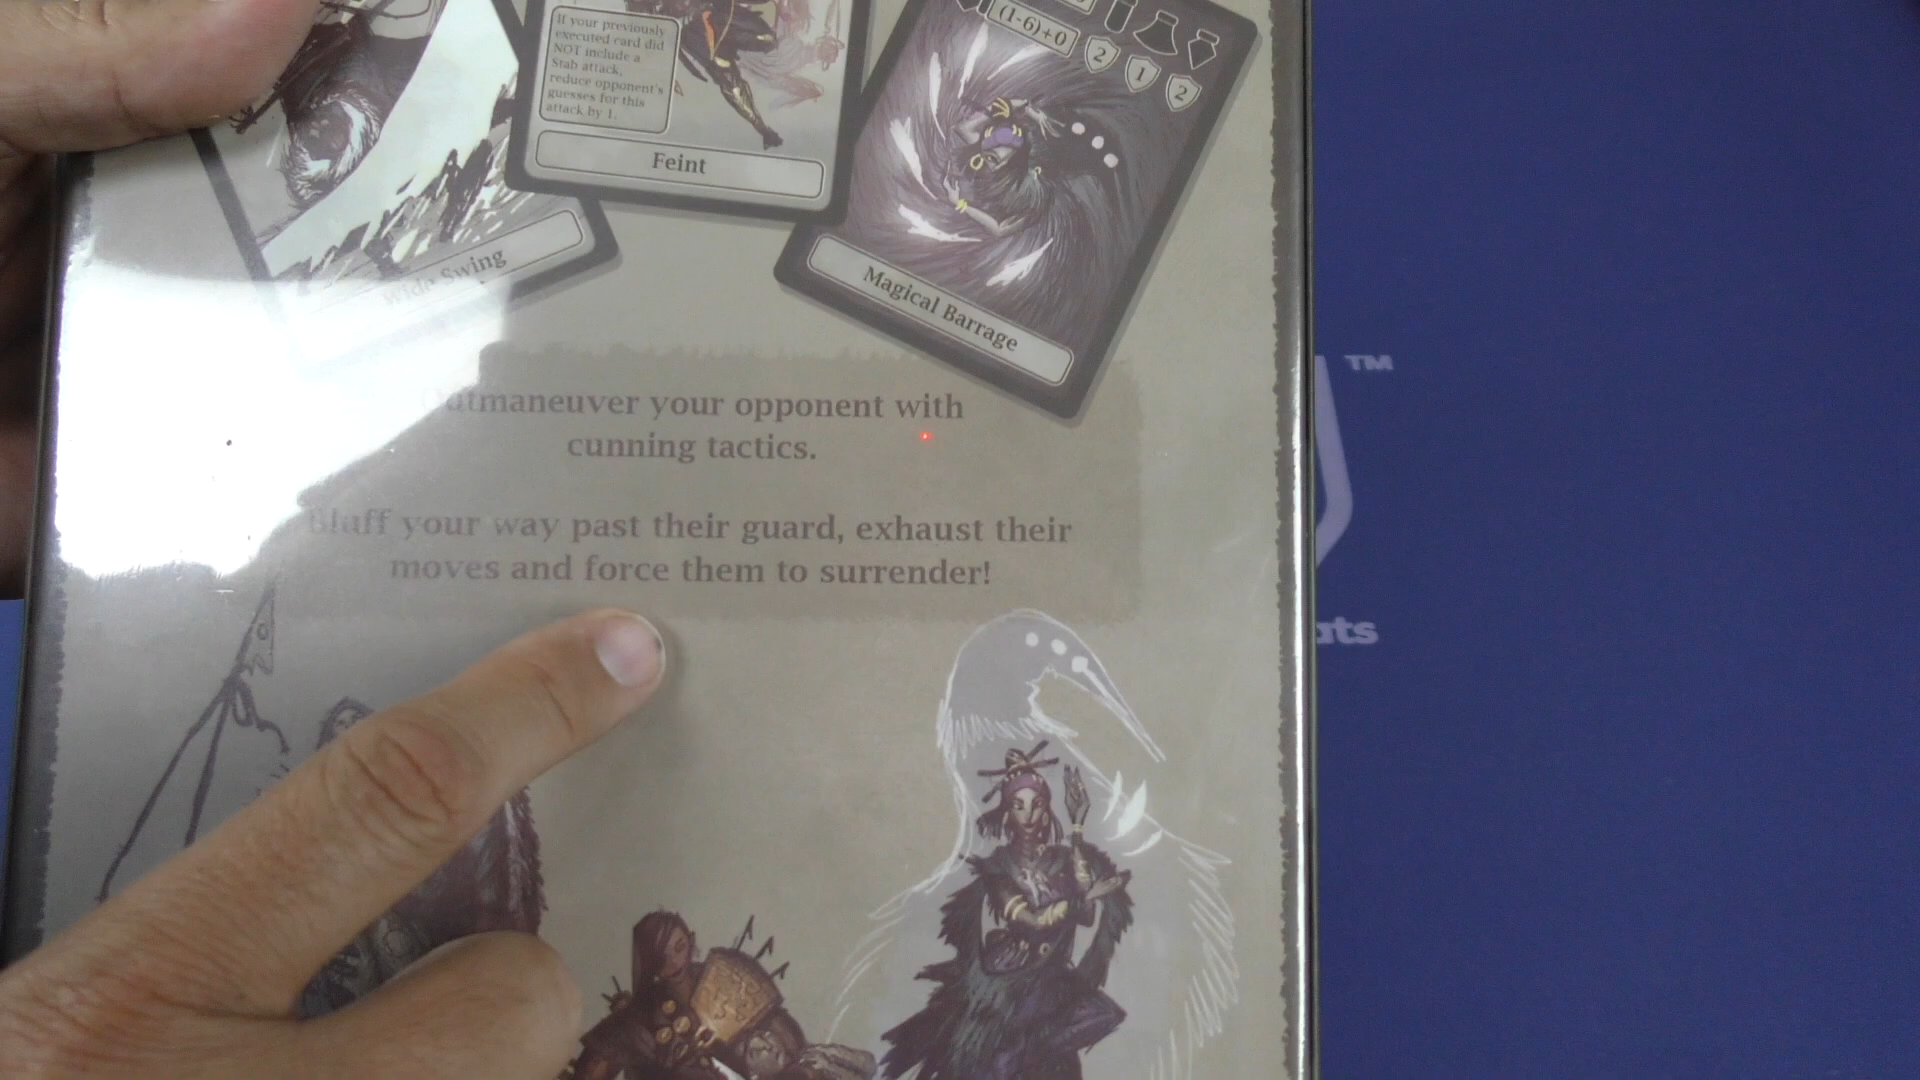 If your previously
executed card did
NOT include a
Stab attack,
reduce opponent's
guesses for this
attack by 1.
Feint
(1-6)+0
2
1
2
Wide Swing
Magical Barrage
Outmaneuver your opponent with
cunning tactics.
Bluff your way past their guard, exhaust their
moves and force them to surrender!
TM
ats